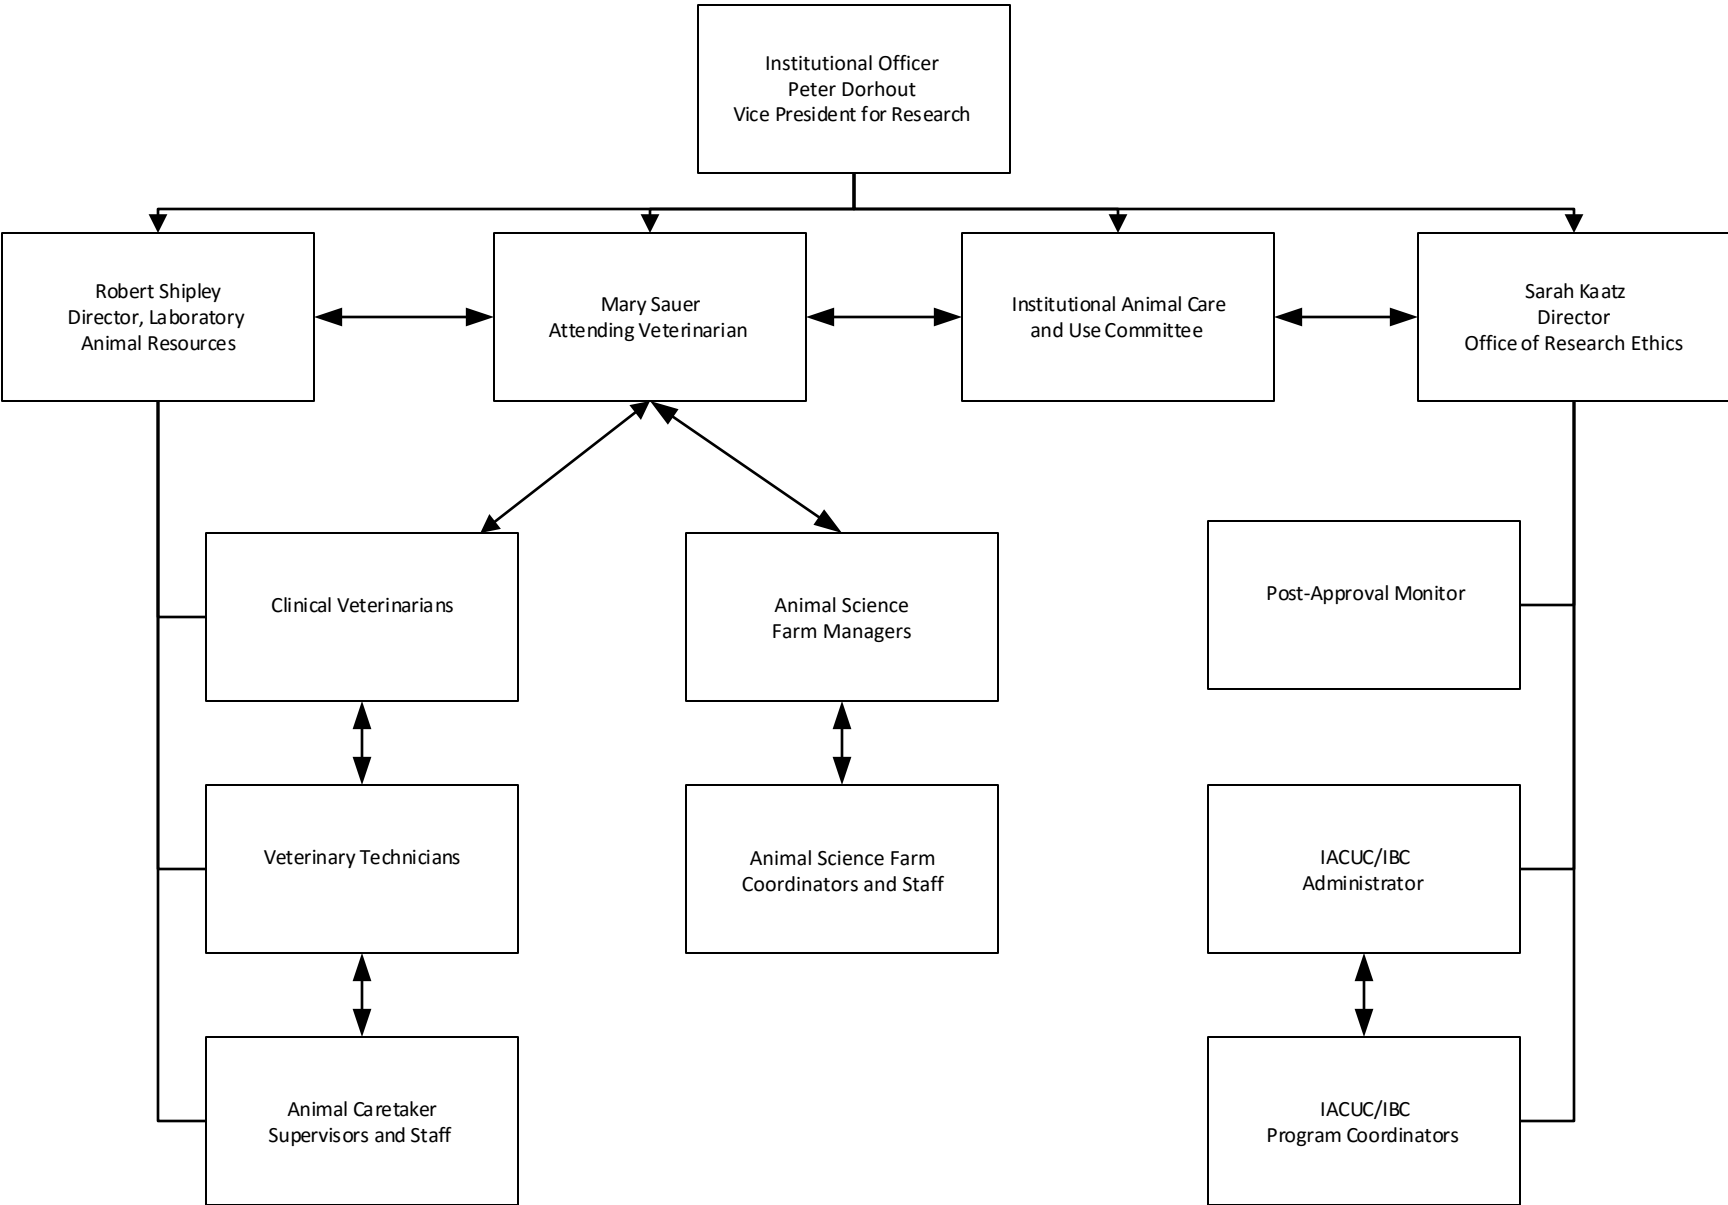 Institutional Officer
Peter Dorhout
Vice President for Research
Robert Shipley
Director, Laboratory
Animal Resources
Mary Sauer
Attending Veterinarian
Institutional Animal Care
and Use Committee
Sarah Kaatz
Director
Office of Research Ethics
Clinical Veterinarians
Animal Science
Farm Managers
Post-Approval Monitor
Veterinary Technicians
Animal Science Farm
Coordinators and Staff
IACUC/IBC
Administrator
Animal Caretaker
Supervisors and Staff
IACUC/IBC
Program Coordinators